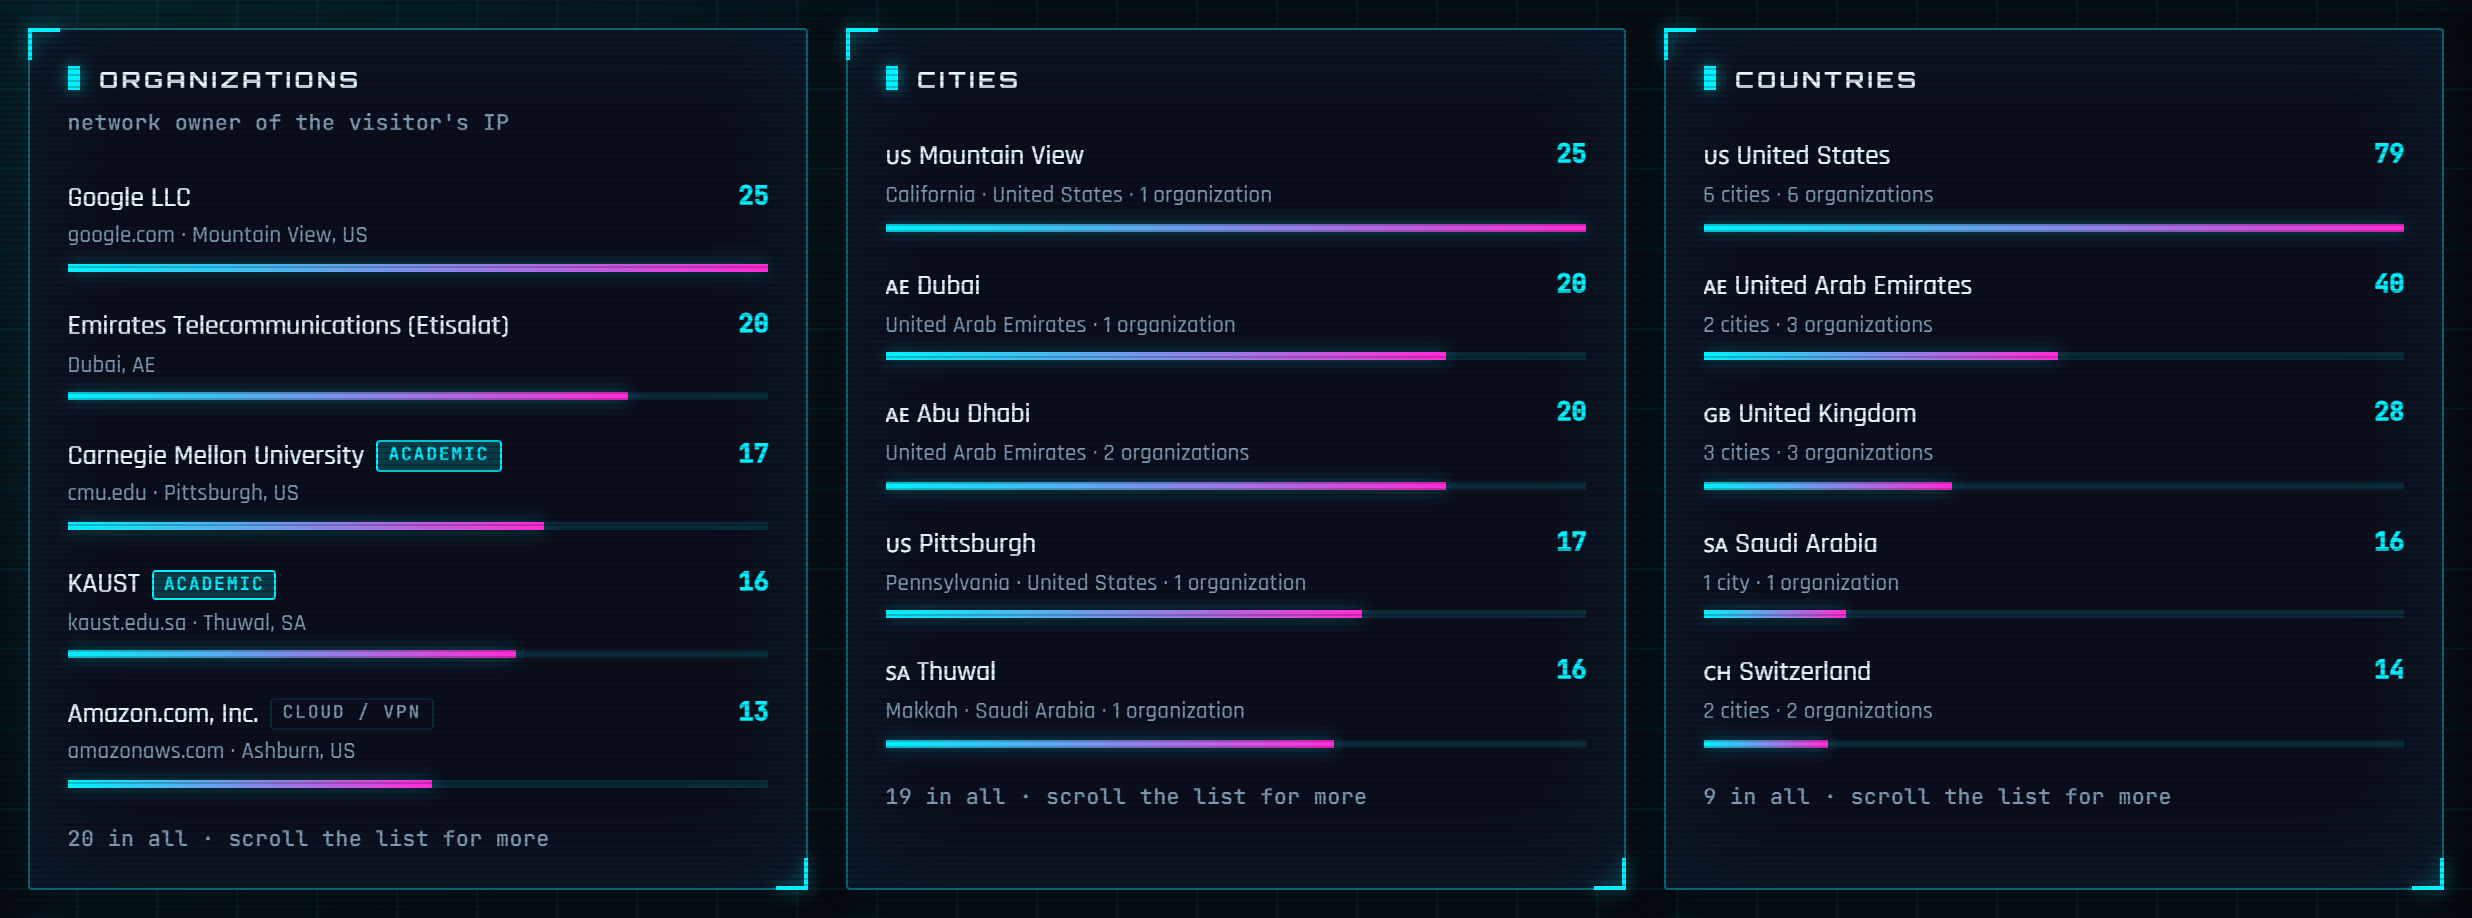 ORGANIZATIONS
network owner of the visitor's IP
Google LLC 25
google.com · Mountain View, US
Emirates Telecommunications (Etisalat) 20
Dubai, AE
Carnegie Mellon University ACADEMIC 17
cmu.edu · Pittsburgh, US
KAUST ACADEMIC 16
kaust.edu.sa · Thuwal, SA
Amazon.com, Inc. CLOUD / VPN 13
amazonaws.com · Ashburn, US
20 in all · scroll the list for more
CITIES
US Mountain View 25
California · United States · 1 organization
AE Dubai 20
United Arab Emirates · 1 organization
AE Abu Dhabi 20
United Arab Emirates · 2 organizations
US Pittsburgh 17
Pennsylvania · United States · 1 organization
SA Thuwal 16
Makkah · Saudi Arabia · 1 organization
19 in all · scroll the list for more
COUNTRIES
US United States 79
6 cities · 6 organizations
AE United Arab Emirates 40
2 cities · 3 organizations
GB United Kingdom 28
3 cities · 3 organizations
SA Saudi Arabia 16
1 city · 1 organization
CH Switzerland 14
2 cities · 2 organizations
9 in all · scroll the list for more